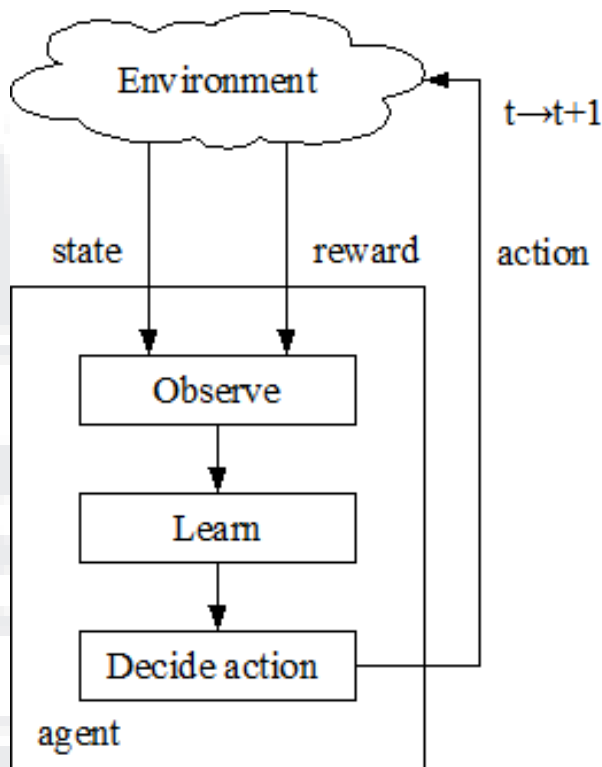 Environment
t→t+1
state
reward
action
Observe
Learn
Decide action
agent